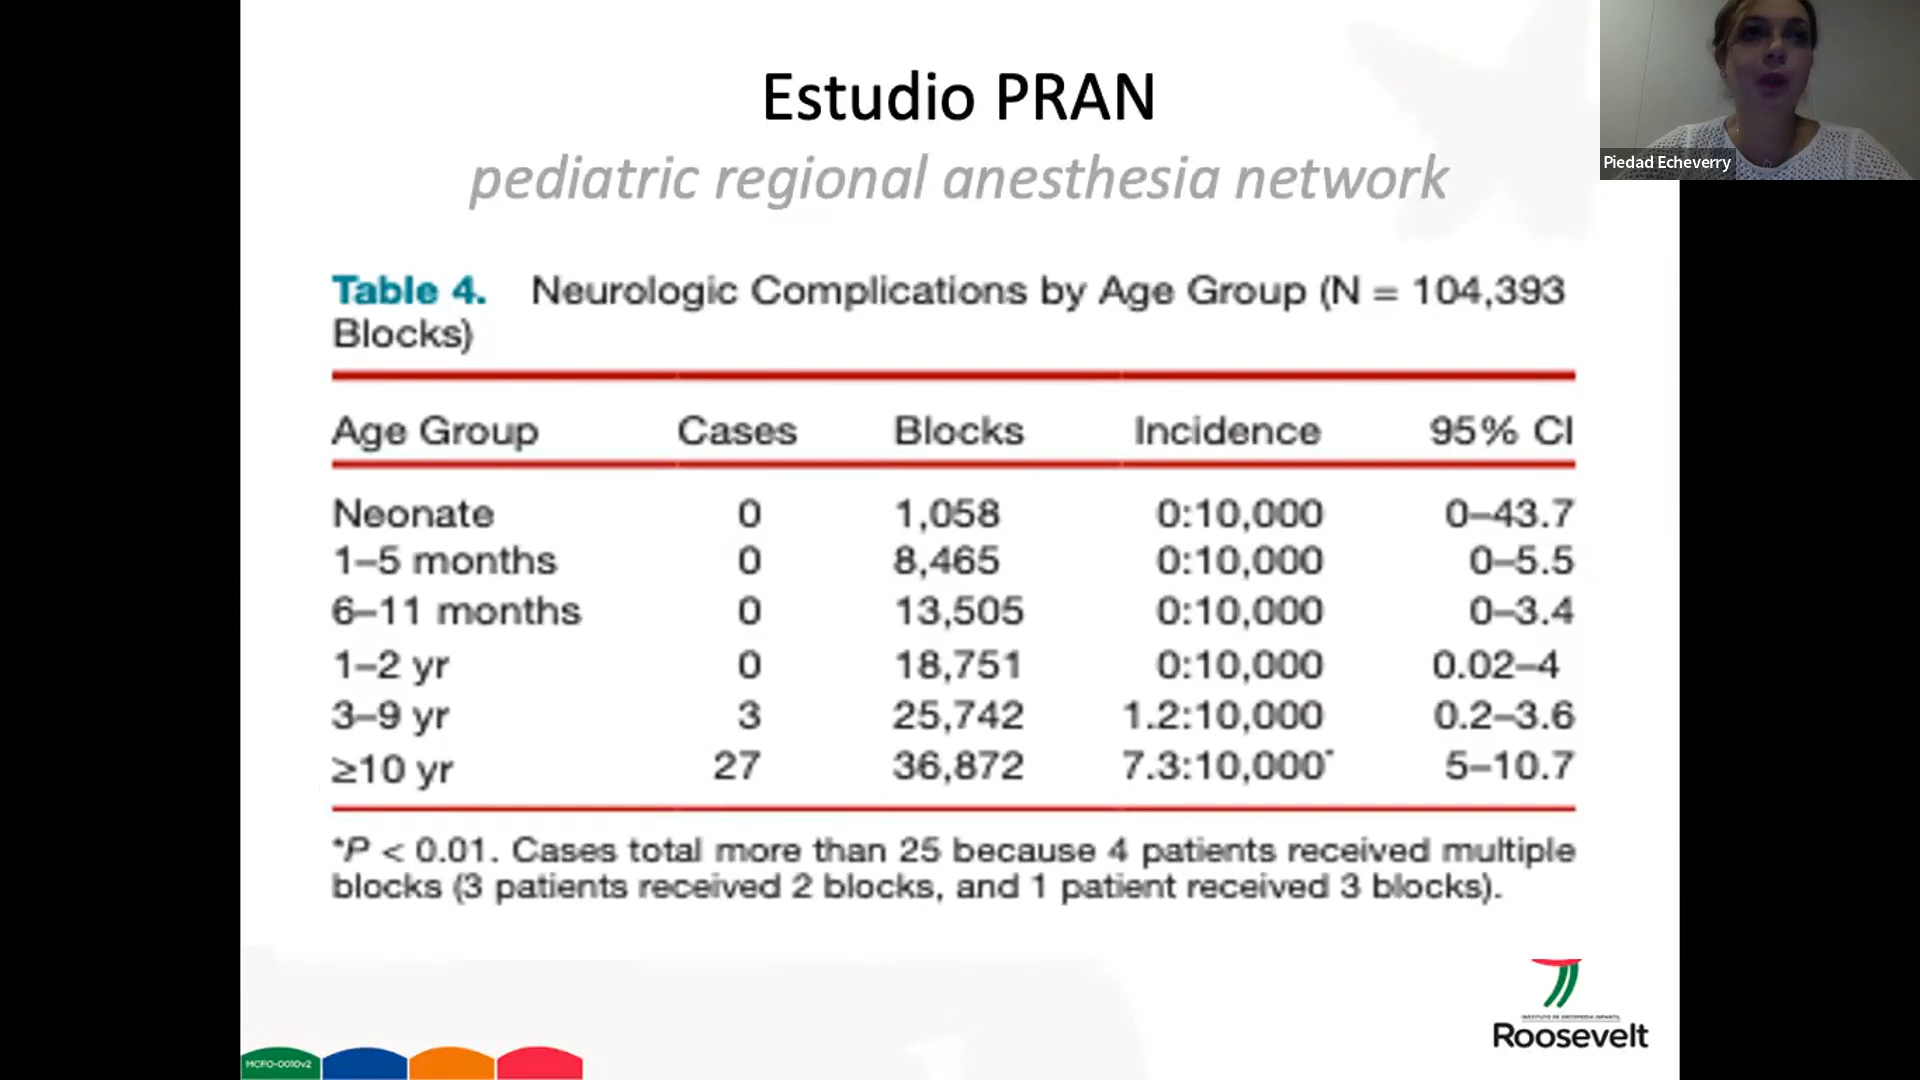 Estudio PRAN
pediatric regional anesthesia network
Piedad Echeverry
Table 4. Neurologic Complications by Age Group (N = 104,393
Blocks)
Age Group Cases Blocks Incidence 95% CI
Neonate 0 1,058 0:10,000 0–43.7
1–5 months 0 8,465 0:10,000 0–5.5
6–11 months 0 13,505 0:10,000 0–3.4
1–2 yr 0 18,751 0:10,000 0.02–4
3–9 yr 3 25,742 1.2:10,000 0.2–3.6
≥10 yr 27 36,872 7.3:10,000* 5–10.7
*P < 0.01. Cases total more than 25 because 4 patients received multiple
blocks (3 patients received 2 blocks, and 1 patient received 3 blocks).
INSTITUTO DE ORTOPEDIA INFANTIL
Roosevelt
MCFO-0010v2